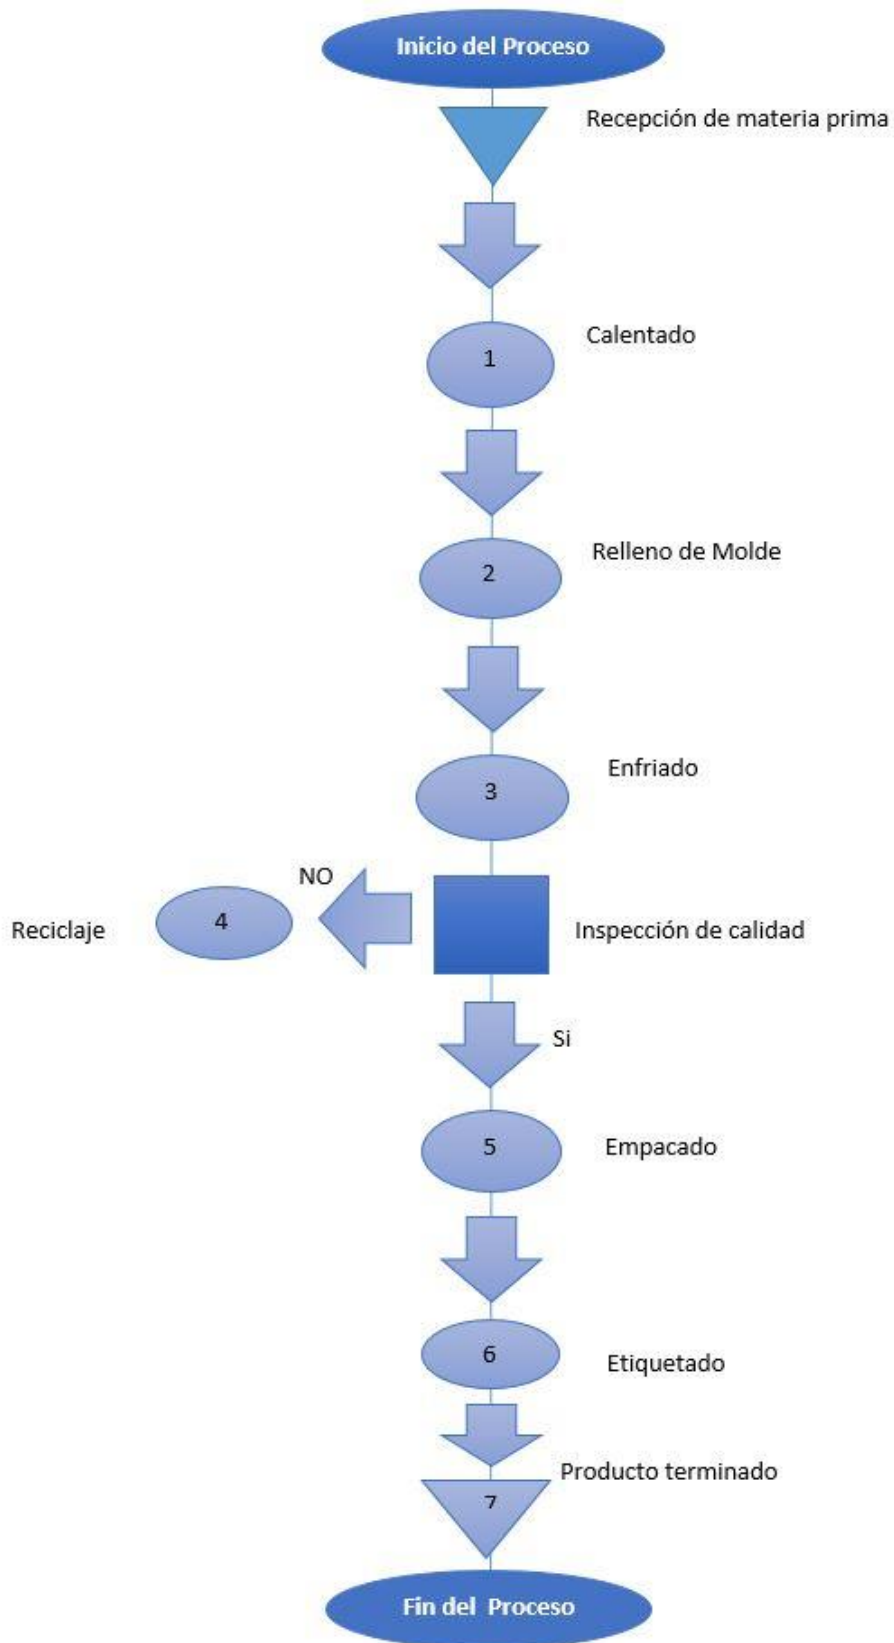 Inicio del Proceso
Recepción de materia prima
1
Calentado
2
Relleno de Molde
3
Enfriado
NO
Reciclaje
4
Inspección de calidad
Si
5
Empacado
6
Etiquetado
Producto terminado
7
Fin del  Proceso